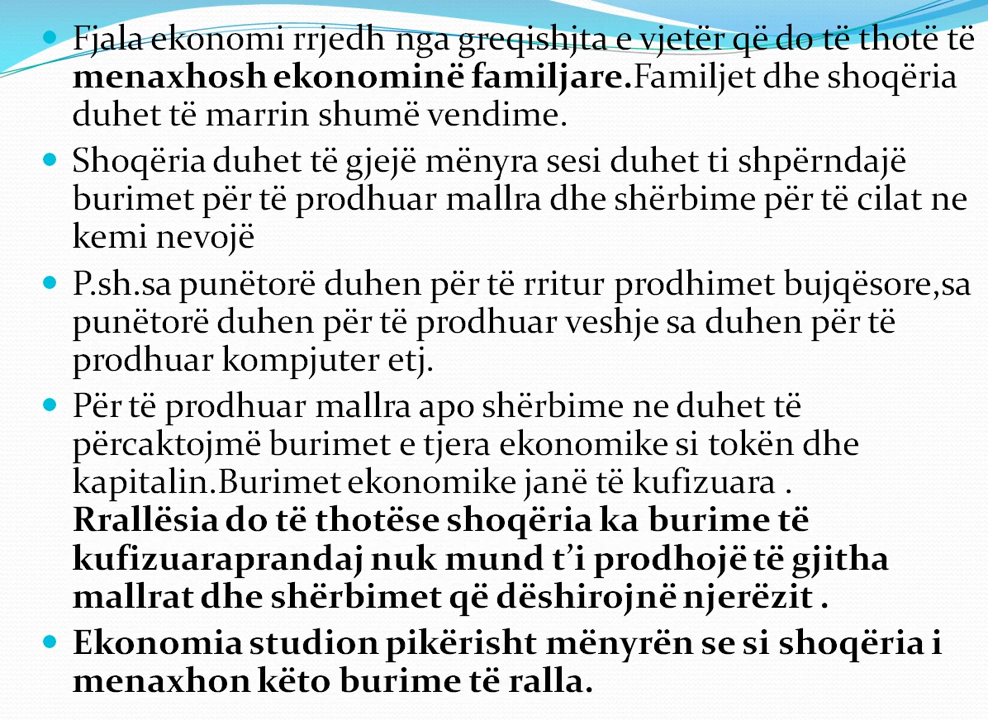 • Fjala ekonomi rrjedh nga greqishjta e vjetër që do të thotë të
menaxhosh ekonominë familjare.Familjet dhe shoqëria
duhet të marrin shumë vendime.
• Shoqëria duhet të gjejë mënyra sesi duhet ti shpërndajë
burimet për të prodhuar mallra dhe shërbime për të cilat ne
kemi nevojë
• P.sh.sa punëtorë duhen për të rritur prodhimet bujqësore,sa
punëtorë duhen për të prodhuar veshje sa duhen për të
prodhuar kompjuter etj.
• Për të prodhuar mallra apo shërbime ne duhet të
përcaktojmë burimet e tjera ekonomike si tokën dhe
kapitalin.Burimet ekonomike janë të kufizuara .
Rrallësia do të thotëse shoqëria ka burime të
kufizuaraprandaj nuk mund t’i prodhojë të gjitha
mallrat dhe shërbimet që dëshirojnë njerëzit .
• Ekonomia studion pikërisht mënyrën se si shoqëria i
menaxhon këto burime të ralla.